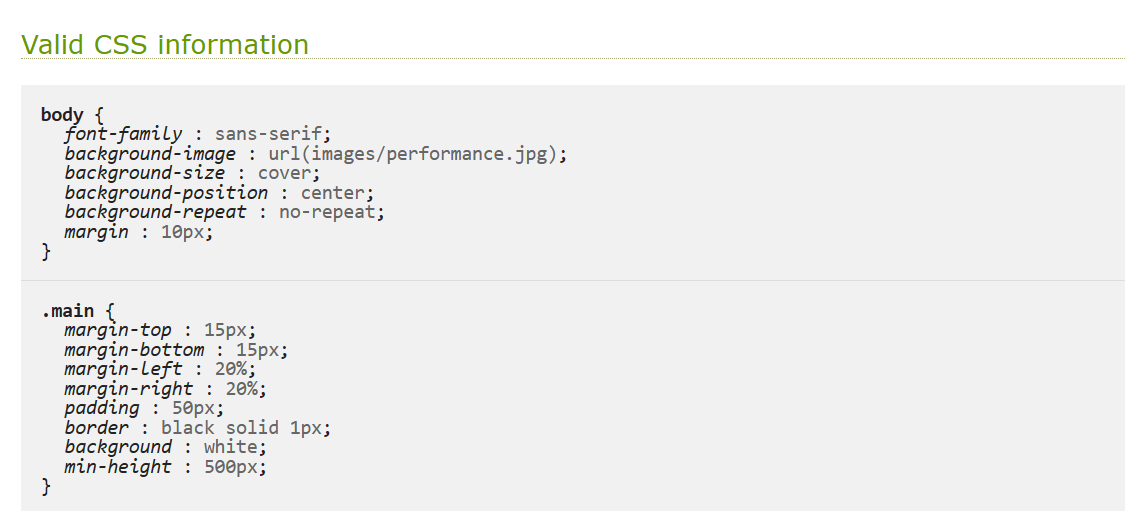 Valid CSS information
body {
font-family : sans-serif;
background-image : url(images/performance.jpg);
background-size : cover;
background-position : center;
background-repeat : no-repeat;
margin : 10px;
}
.main {
margin-top : 15px;
margin-bottom : 15px;
margin-left : 20%;
margin-right : 20%;
padding : 50px;
border : black solid 1px;
background : white;
min-height : 500px;
}